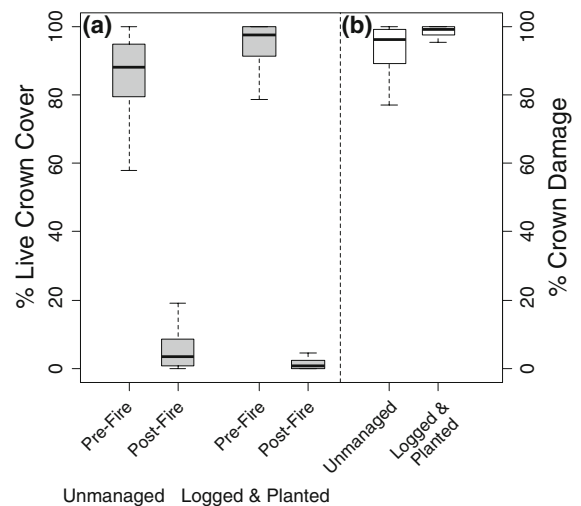 (a)
(b)
% Live Crown Cover
0 20 40 60 80 100
% Crown Damage
0 20 40 60 80 100
Pre-Fire
Post-Fire
Pre-Fire
Post-Fire
Unmanaged
Logged &
Planted
Unmanaged
Logged & Planted